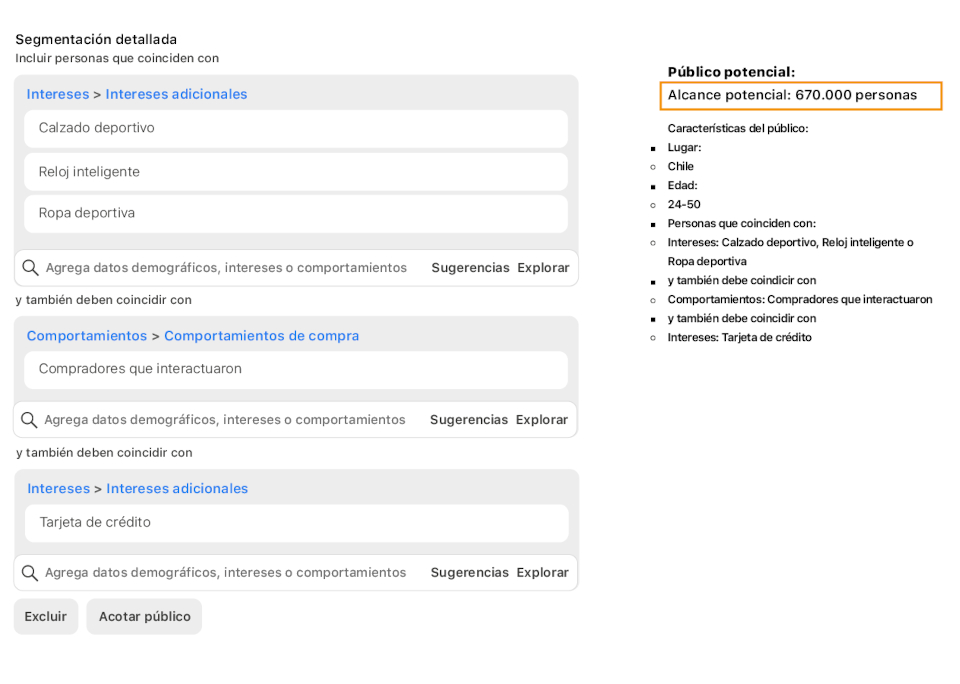 Segmentación detallada
Incluir personas que coinciden con
Intereses > Intereses adicionales
Calzado deportivo
Reloj inteligente
Ropa deportiva
Agrega datos demográficos, intereses o comportamientos Sugerencias Explorar
y también deben coincidir con
Comportamientos > Comportamientos de compra
Compradores que interactuaron
Agrega datos demográficos, intereses o comportamientos Sugerencias Explorar
y también deben coincidir con
Intereses > Intereses adicionales
Tarjeta de crédito
Agrega datos demográficos, intereses o comportamientos Sugerencias Explorar
Excluir Acotar público
Público potencial:
Alcance potencial: 670.000 personas
Características del público:
Lugar:
Chile
Edad:
24-50
Personas que coinciden con:
Intereses: Calzado deportivo, Reloj inteligente o
Ropa deportiva
y también debe coindicir con
Comportamientos: Compradores que interactuaron
y también debe coincidir con
Intereses: Tarjeta de crédito